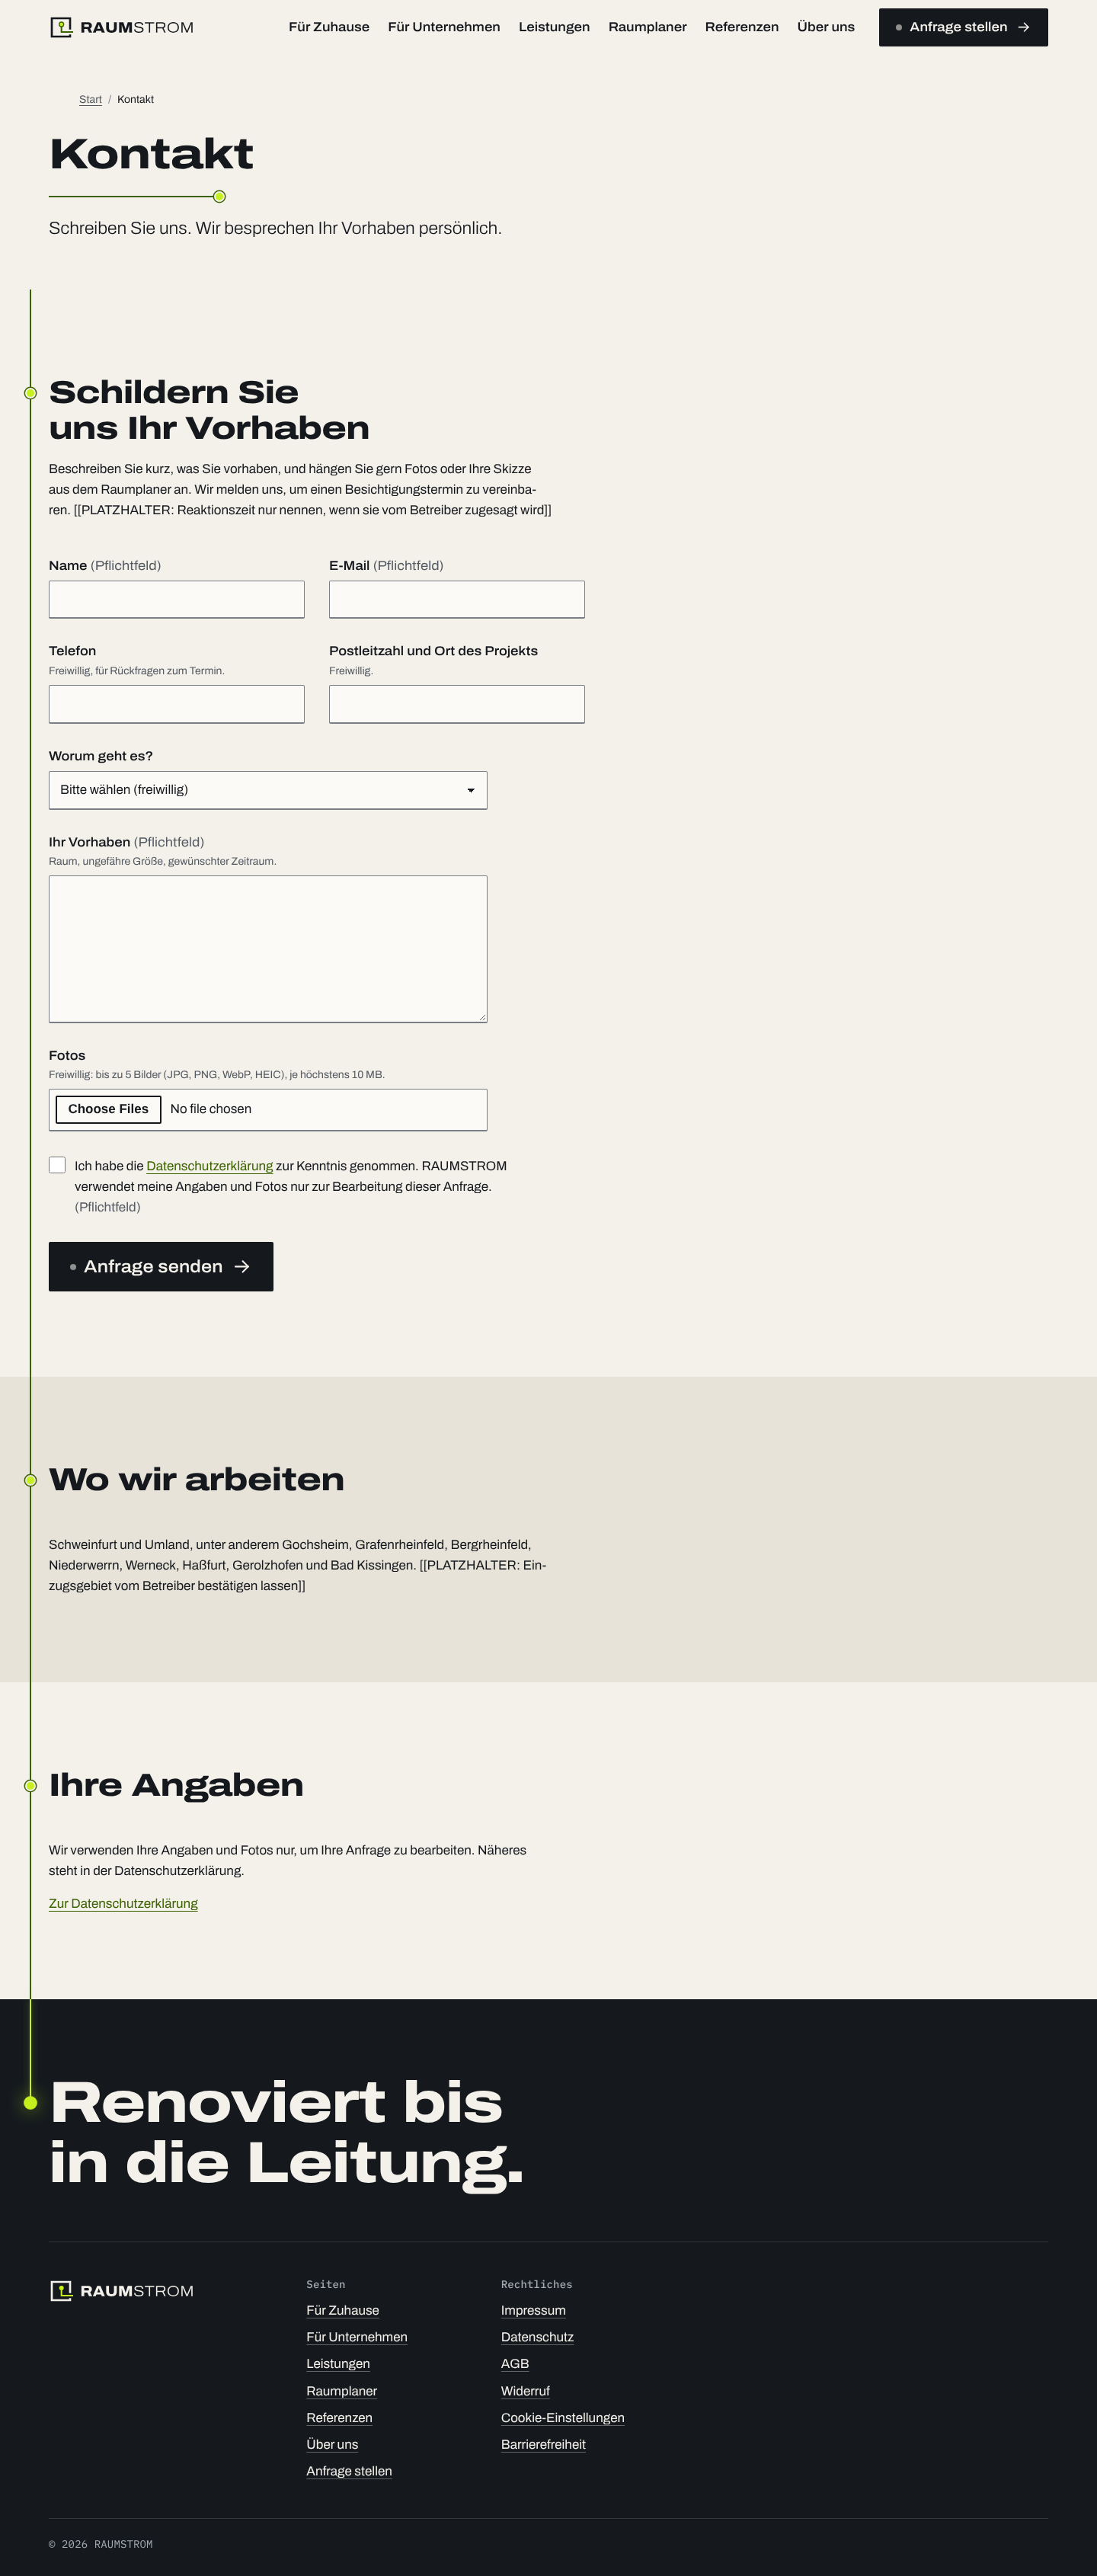 RAUMSTROM
Für Zuhause Für Unternehmen Leistungen Raumplaner Referenzen Über uns Anfrage stellen →
Start / Kontakt
Kontakt
Schreiben Sie uns. Wir besprechen Ihr Vorhaben persönlich.
Schildern Sie
uns Ihr Vorhaben
Beschreiben Sie kurz, was Sie vorhaben, und hängen Sie gern Fotos oder Ihre Skizze
aus dem Raumplaner an. Wir melden uns, um einen Besichtigungstermin zu vereinba-
ren. [[PLATZHALTER: Reaktionszeit nur nennen, wenn sie vom Betreiber zugesagt wird]]
Name (Pflichtfeld) E-Mail (Pflichtfeld)
Telefon Postleitzahl und Ort des Projekts
Freiwillig, für Rückfragen zum Termin. Freiwillig.
Worum geht es?
Bitte wählen (freiwillig)
Ihr Vorhaben (Pflichtfeld)
Raum, ungefähre Größe, gewünschter Zeitraum.
Fotos
Freiwillig: bis zu 5 Bilder (JPG, PNG, WebP, HEIC), je höchstens 10 MB.
Choose Files No file chosen
Ich habe die Datenschutzerklärung zur Kenntnis genommen. RAUMSTROM
verwendet meine Angaben und Fotos nur zur Bearbeitung dieser Anfrage.
(Pflichtfeld)
Anfrage senden →
Wo wir arbeiten
Schweinfurt und Umland, unter anderem Gochsheim, Grafenrheinfeld, Bergrheinfeld,
Niederwerrn, Werneck, Haßfurt, Gerolzhofen und Bad Kissingen. [[PLATZHALTER: Ein-
zugsgebiet vom Betreiber bestätigen lassen]]
Ihre Angaben
Wir verwenden Ihre Angaben und Fotos nur, um Ihre Anfrage zu bearbeiten. Näheres
steht in der Datenschutzerklärung.
Zur Datenschutzerklärung
Renoviert bis
in die Leitung.
RAUMSTROM
Seiten
Für Zuhause
Für Unternehmen
Leistungen
Raumplaner
Referenzen
Über uns
Anfrage stellen
Rechtliches
Impressum
Datenschutz
AGB
Widerruf
Cookie-Einstellungen
Barrierefreiheit
© 2026 RAUMSTROM